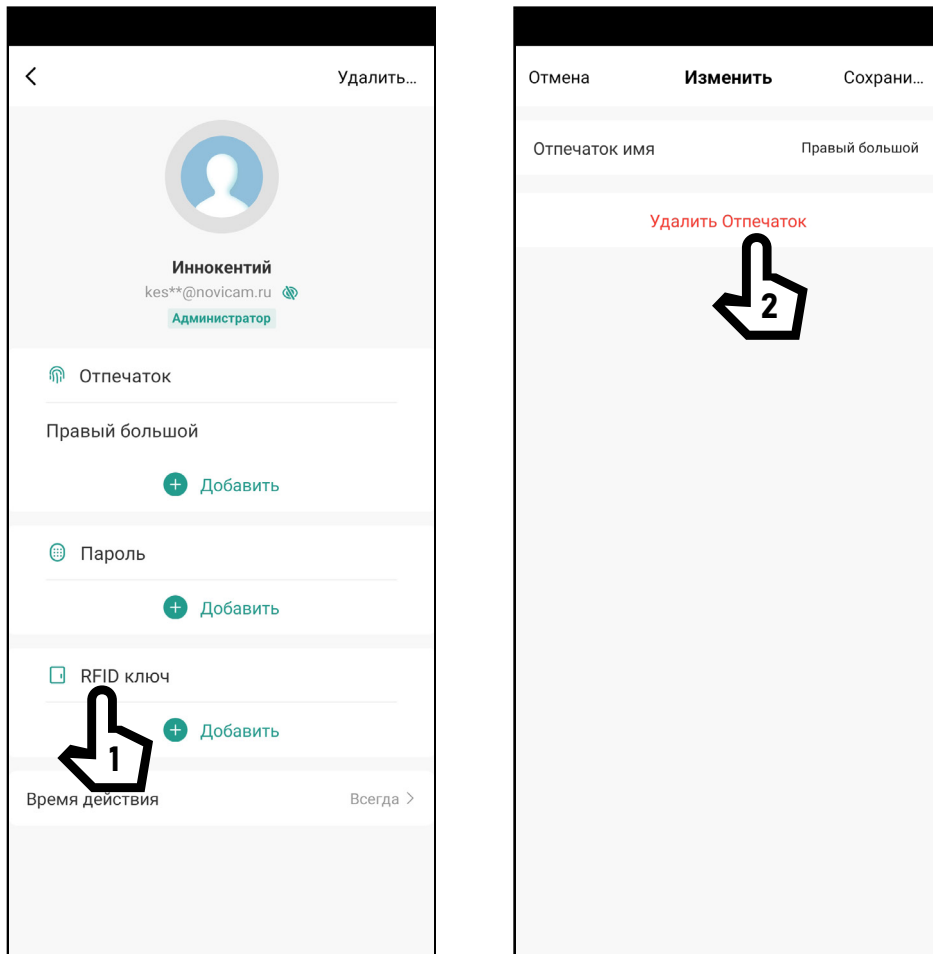 Удалить…
Иннокентий
kes**@novicam.ru
Администратор
Отпечаток
Правый большой
Добавить
Пароль
Добавить
RFID ключ
Добавить
1
Время действия
Всегда
Отмена
Изменить
Сохрани…
Отпечаток имя
Правый большой
Удалить Отпечаток
2